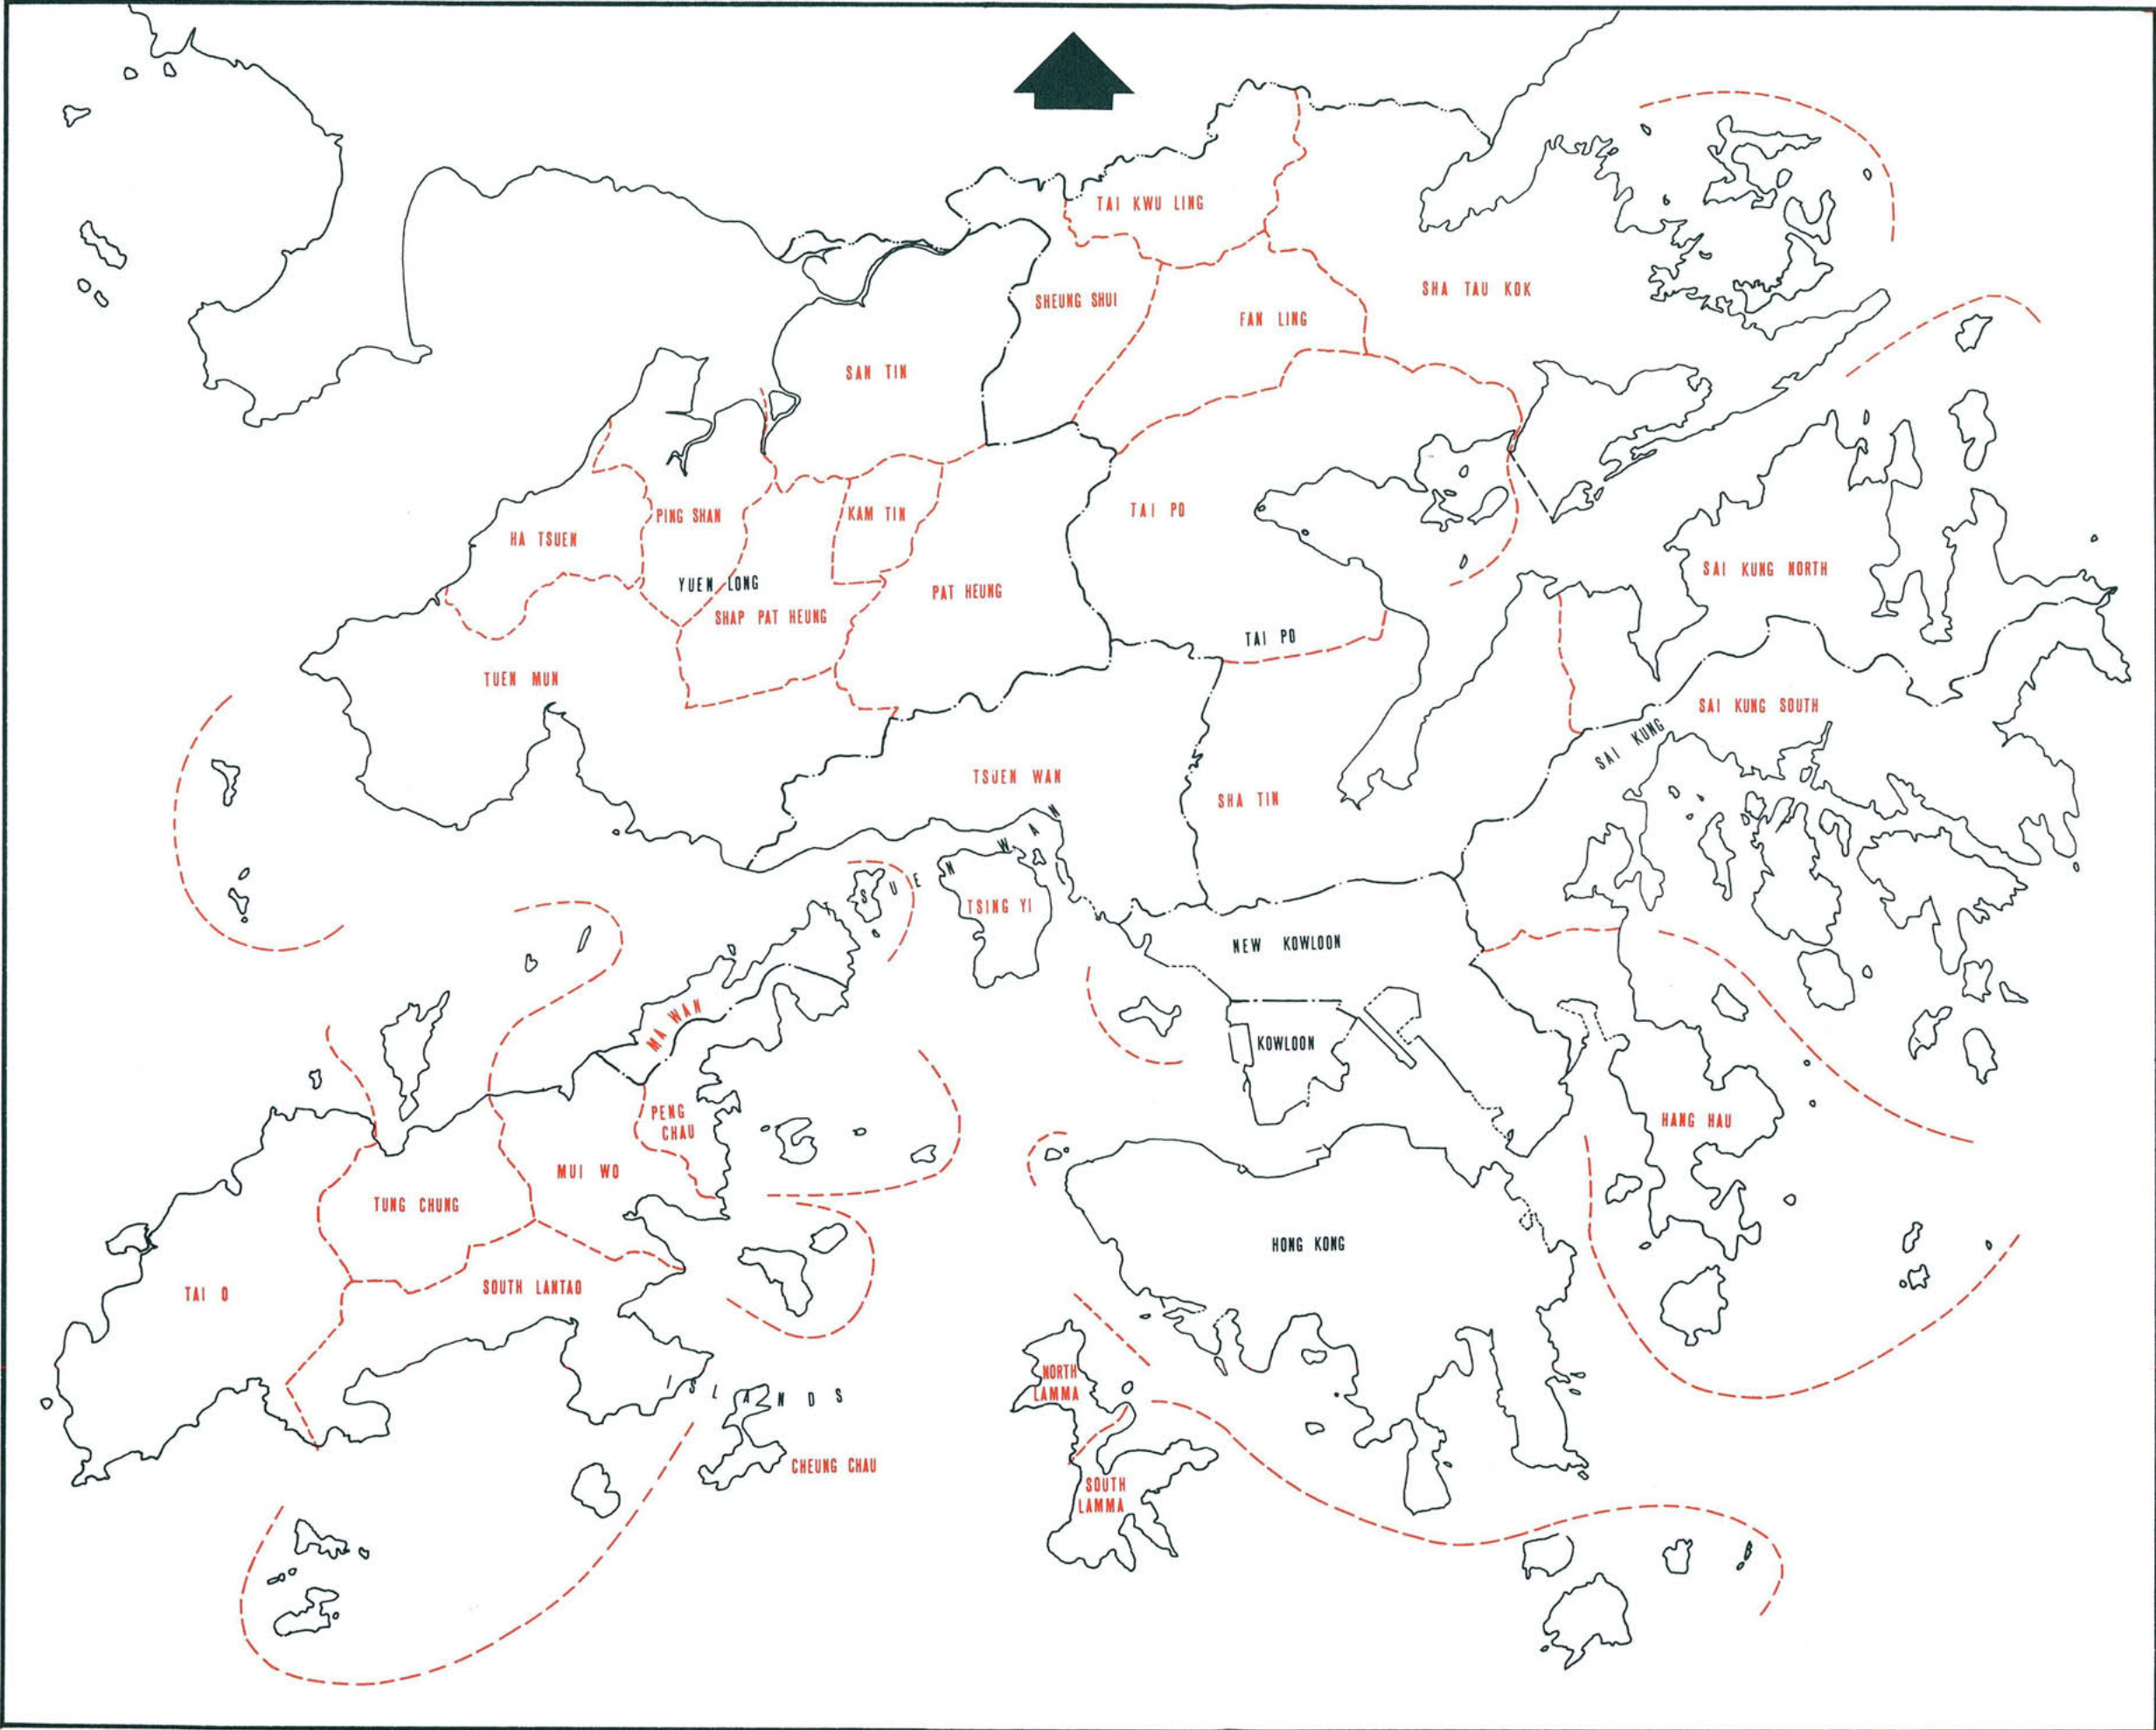 TAI KWU LING
SHEUNG SHUI
SHA TAU KOK
FAN LING
SAN TIN
HA TSUEN
PING SHAN
KAM TIN
TAI PO
SAI KUNG NORTH
YUEN LONG
SHAP PAT HEUNG
PAT HEUNG
TAI PO
TUEN MUN
SAI KUNG SOUTH
SAI KUNG
TSUEN WAN
SHA TIN
TSUEN WAN
TSING YI
NEW KOWLOON
MA WAN
KOWLOON
PENG
CHAU
HANG HAU
MUI WO
TUNG CHUNG
HONG KONG
TAI O
SOUTH LANTAO
NORTH
LAMMA
ISLANDS
CHEUNG CHAU
SOUTH
LAMMA